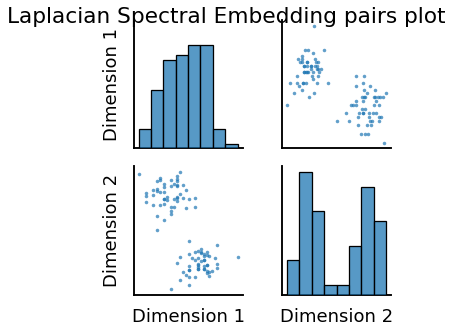 Laplacian Spectral Embedding pairs plot
Dimension 1
Dimension 2
Dimension 1
Dimension 2